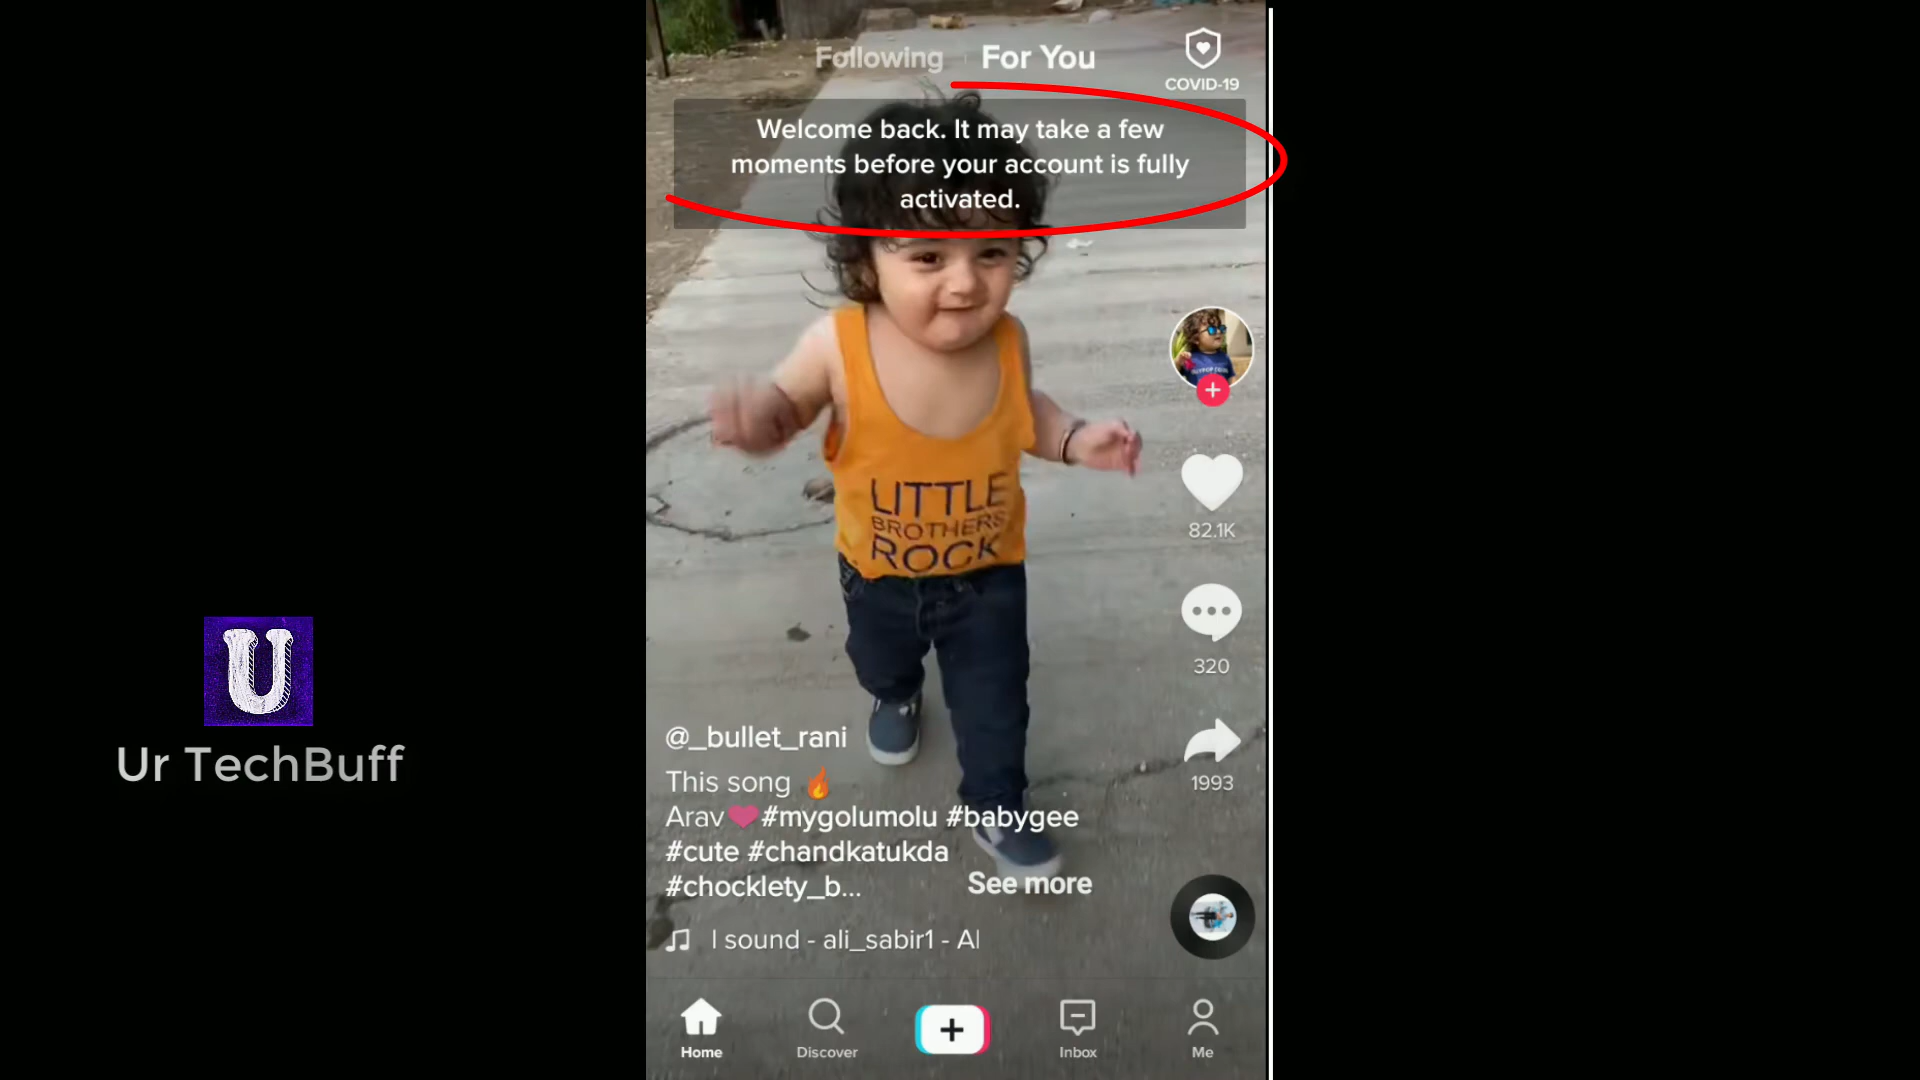 Following
For You
COVID-19
Welcome back. It may take a few
moments before your account is fully
activated.
LITTLE
BROTHERS
ROCK
82.1K
320
1993
U
Ur TechBuff
@_bullet_rani
This song 🔥
Arav❤#mygolumolu #babygee
#cute #chandkatukda
#chocklety_b...
See more
l sound - ali_sabir1 - Al
Home
Discover
Inbox
Me